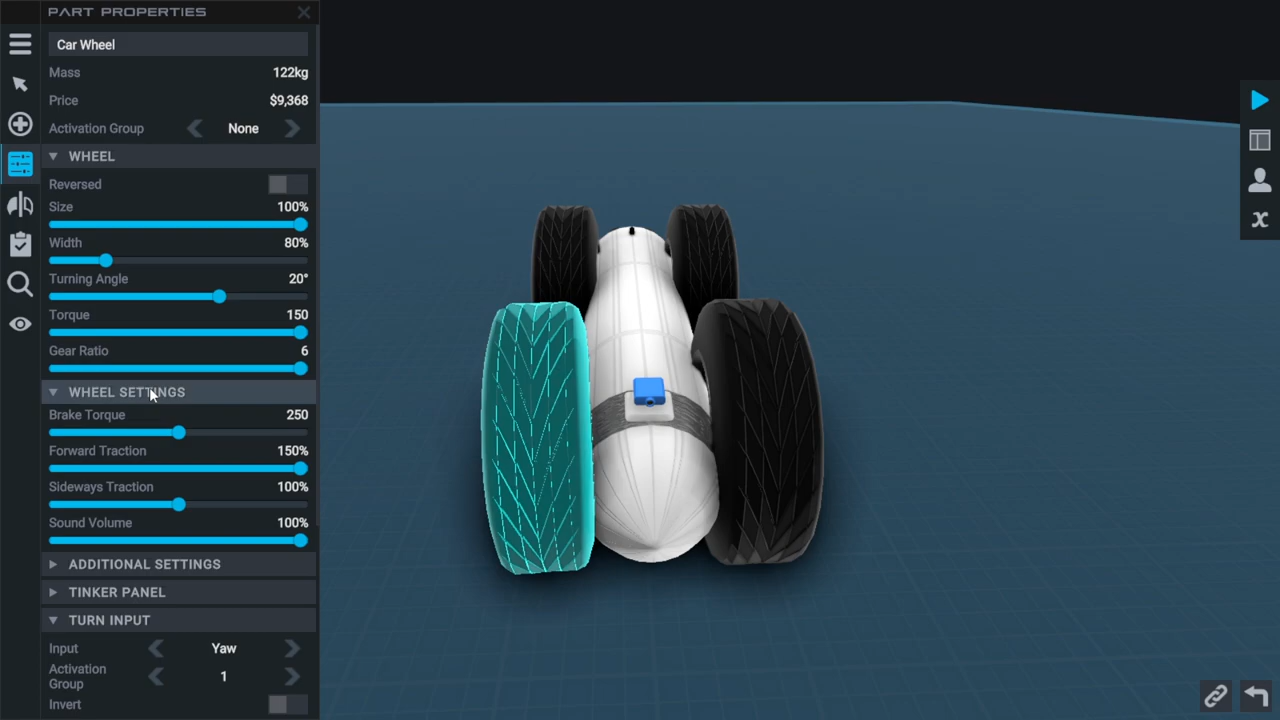 PART PROPERTIES
Car Wheel
Mass 122kg
Price $9,368
Activation Group None
WHEEL
Reversed
Size 100%
Width 80%
Turning Angle 20°
Torque 150
Gear Ratio 6
WHEEL SETTINGS
Brake Torque 250
Forward Traction 150%
Sideways Traction 100%
Sound Volume 100%
ADDITIONAL SETTINGS
TINKER PANEL
TURN INPUT
Input Yaw
Activation
Group 1
Invert